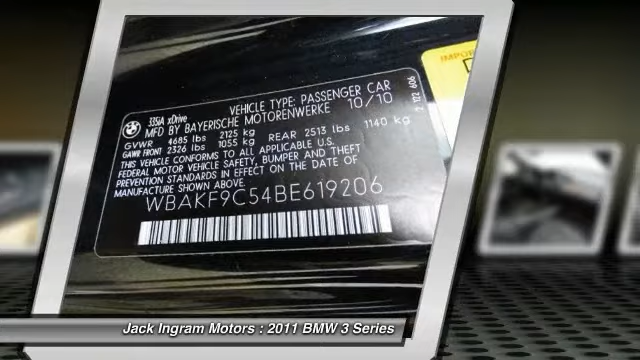 335iA xDrive VEHICLE TYPE: PASSENGER CAR
MFD BY BAYERISCHE MOTORENWERKE 10/10
GVWR 4685 lbs 2125 kg
GAWR FRONT 2326 lbs 1055 kg REAR 2513 lbs 1140 kg
THIS VEHICLE CONFORMS TO ALL APPLICABLE U.S.
FEDERAL MOTOR VEHICLE SAFETY, BUMPER AND THEFT
PREVENTION STANDARDS IN EFFECT ON THE DATE OF
MANUFACTURE SHOWN ABOVE
WBAKF9C54BE619206
Jack Ingram Motors : 2011 BMW 3 Series